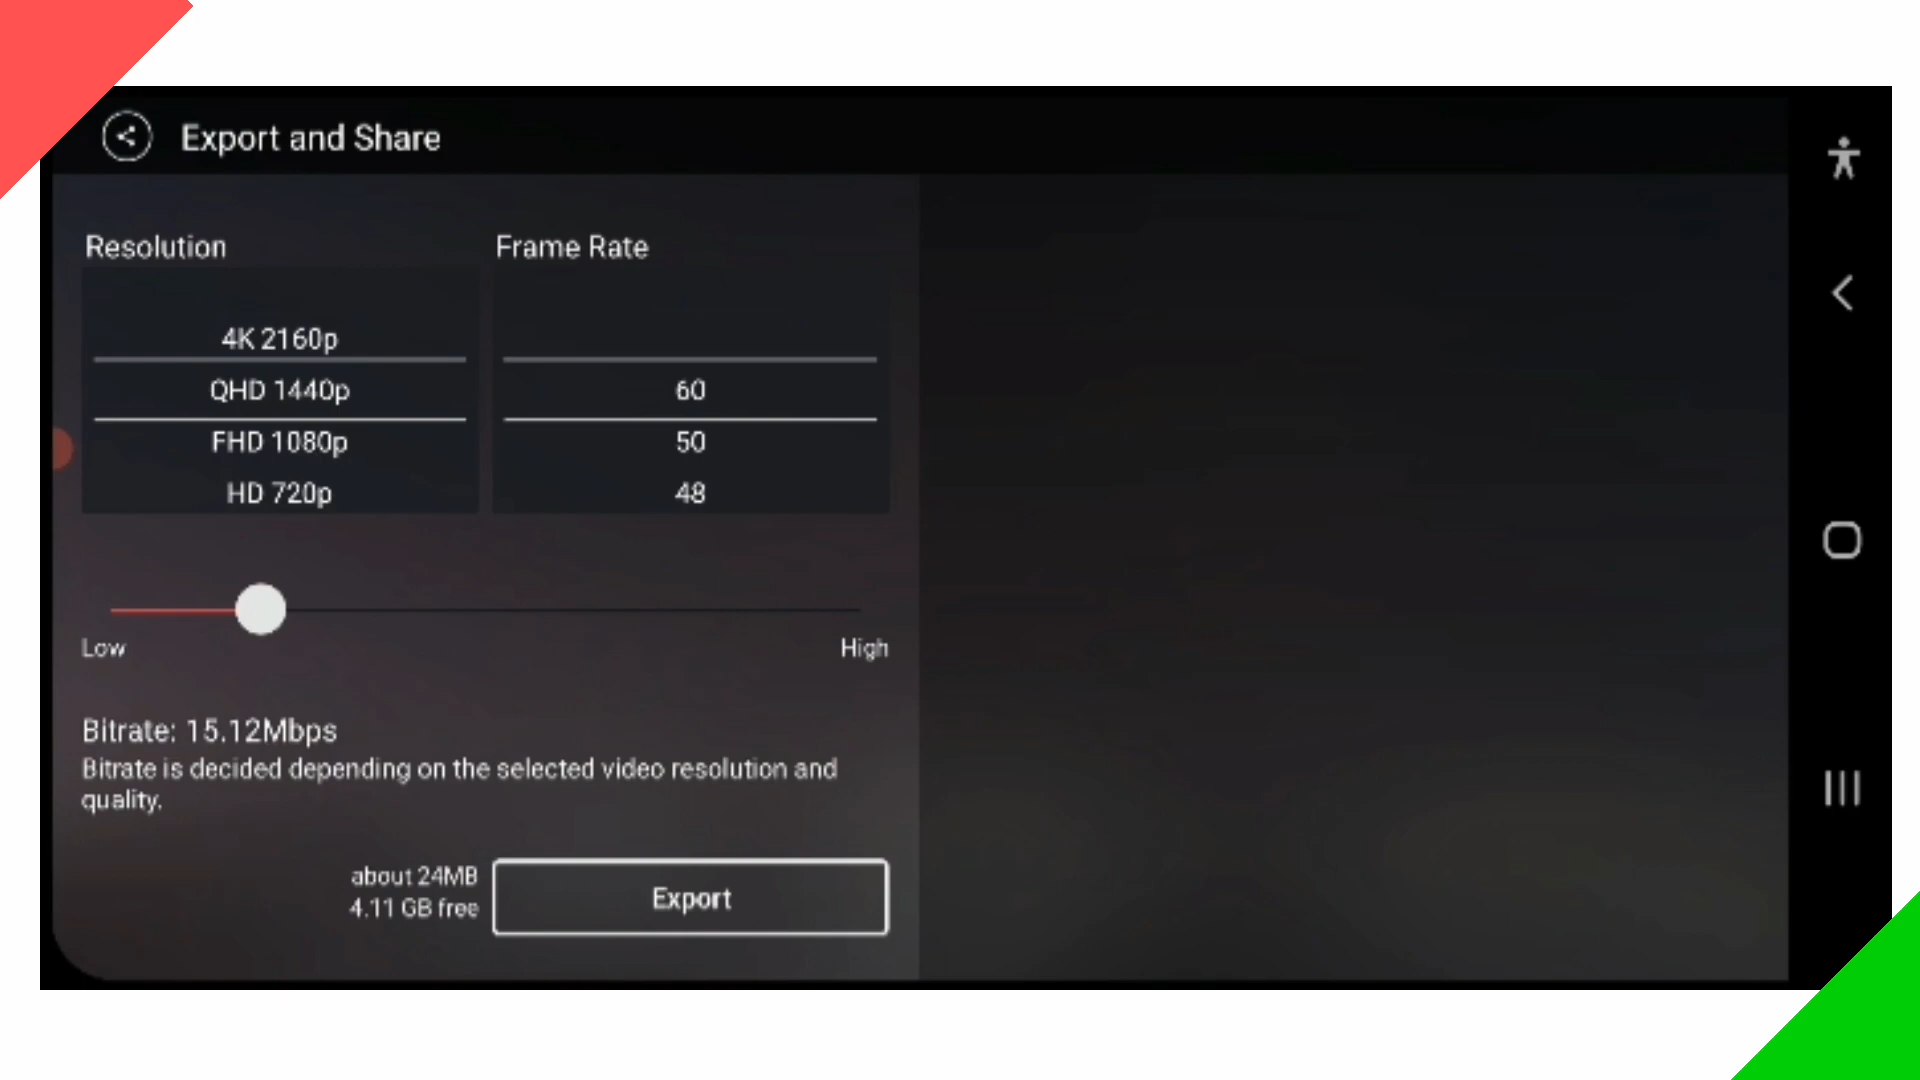 Export and Share
Resolution
Frame Rate
4K 2160p
QHD 1440p
60
FHD 1080p
50
HD 720p
48
Low
High
Bitrate: 15.12Mbps
Bitrate is decided depending on the selected video resolution and
quality.
about 24MB
4.11 GB free
Export